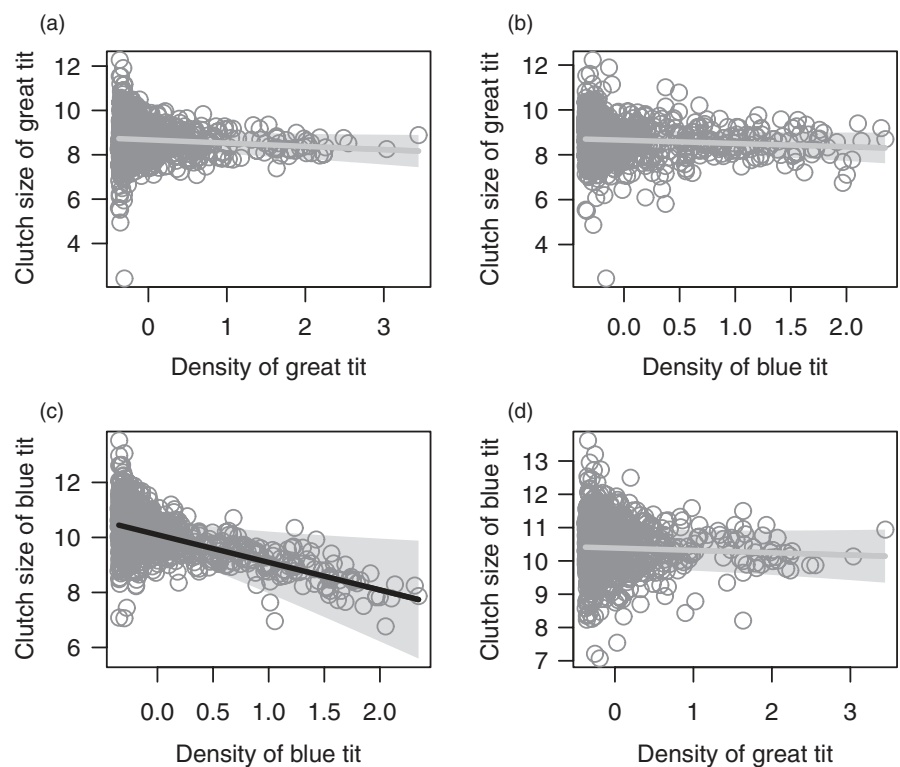 (a)
Clutch size of great tit
12
10
8
6
4
0 1 2 3
Density of great tit
(b)
Clutch size of great tit
12
10
8
6
4
0.0 0.5 1.0 1.5 2.0
Density of blue tit
(c)
Clutch size of blue tit
12
10
8
6
0.0 0.5 1.0 1.5 2.0
Density of blue tit
(d)
Clutch size of blue tit
13
12
11
10
9
8
7
0 1 2 3
Density of great tit